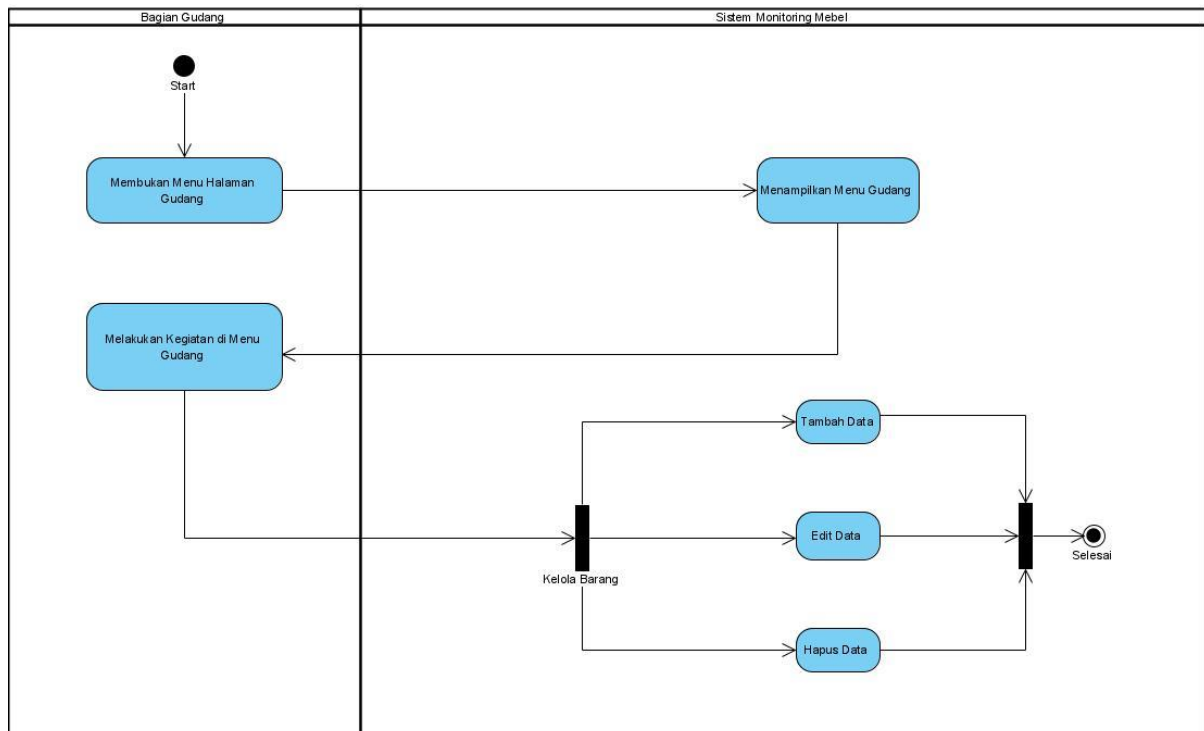 Bagian Gudang
Sistem Monitoring Mebel
Start
Membukan Menu Halaman
Gudang
Menampilkan Menu Gudang
Melakukan Kegiatan di Menu
Gudang
Tambah Data
Edit Data
Kelola Barang
Selesai
Hapus Data